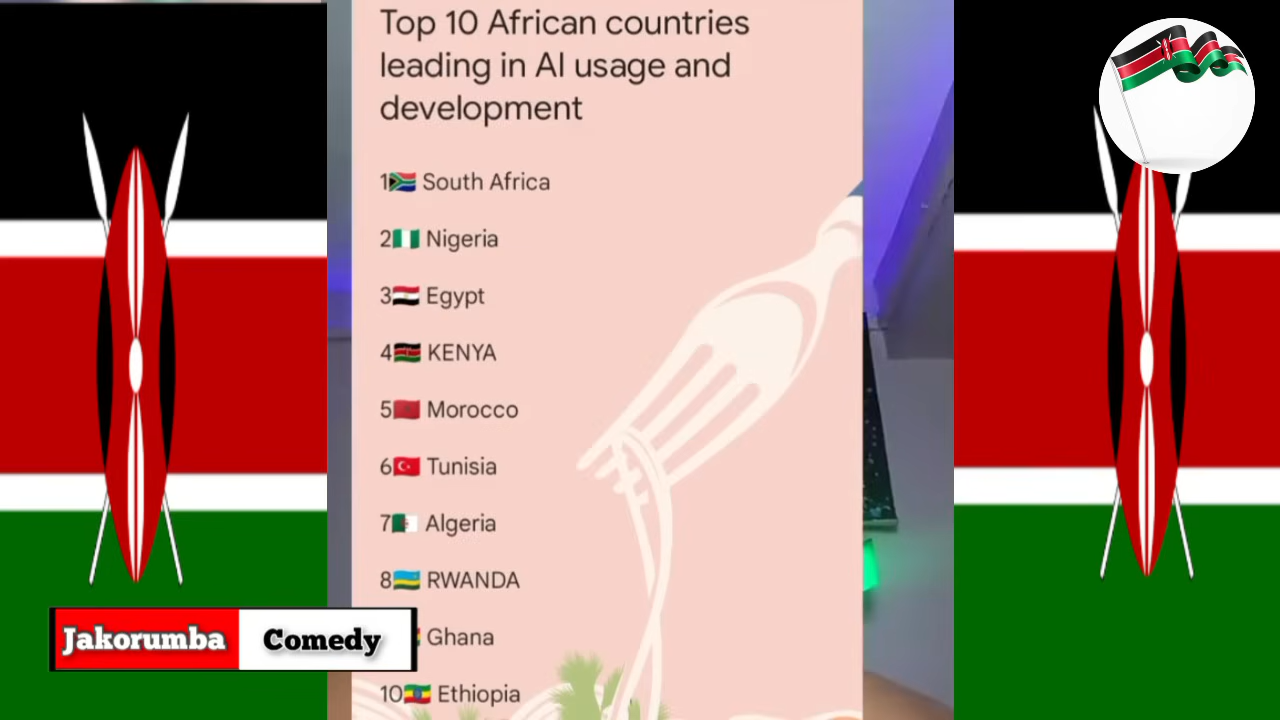 Top 10 African countries
leading in AI usage and
development
1🇿🇦 South Africa
2🇳🇬 Nigeria
3🇪🇬 Egypt
4🇰🇪 KENYA
5🇲🇦 Morocco
6🇹🇳 Tunisia
7🇩🇿 Algeria
8🇷🇼 RWANDA
Ghana
10🇪🇹 Ethiopia
Jakorumba Comedy